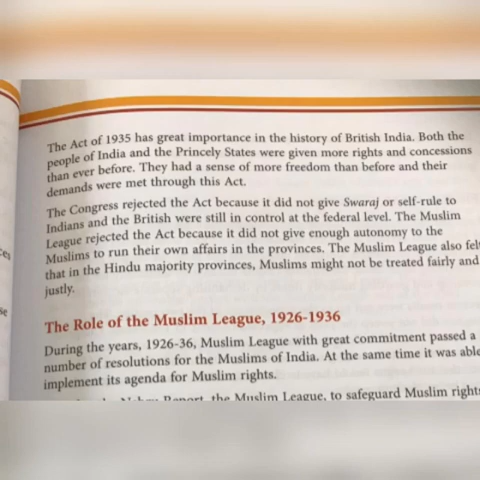 The Act of 1935 has great importance in the history of British India. Both the
people of India and the Princely States were given more rights and concessions
than ever before. They had a sense of more freedom than before and their
demands were met through this Act.
The Congress rejected the Act because it did not give Swaraj or self-rule to
Indians and the British were still in control at the federal level. The Muslim
League rejected the Act because it did not give enough autonomy to the
Muslims to run their own affairs in the provinces. The Muslim League also fel
that in the Hindu majority provinces, Muslims might not be treated fairly and
justly.
The Role of the Muslim League, 1926-1936
During the years, 1926-36, Muslim League with great commitment passed a
number of resolutions for the Muslims of India. At the same time it was able
implement its agenda for Muslim rights.
Report, the Muslim League, to safeguard Muslim rights